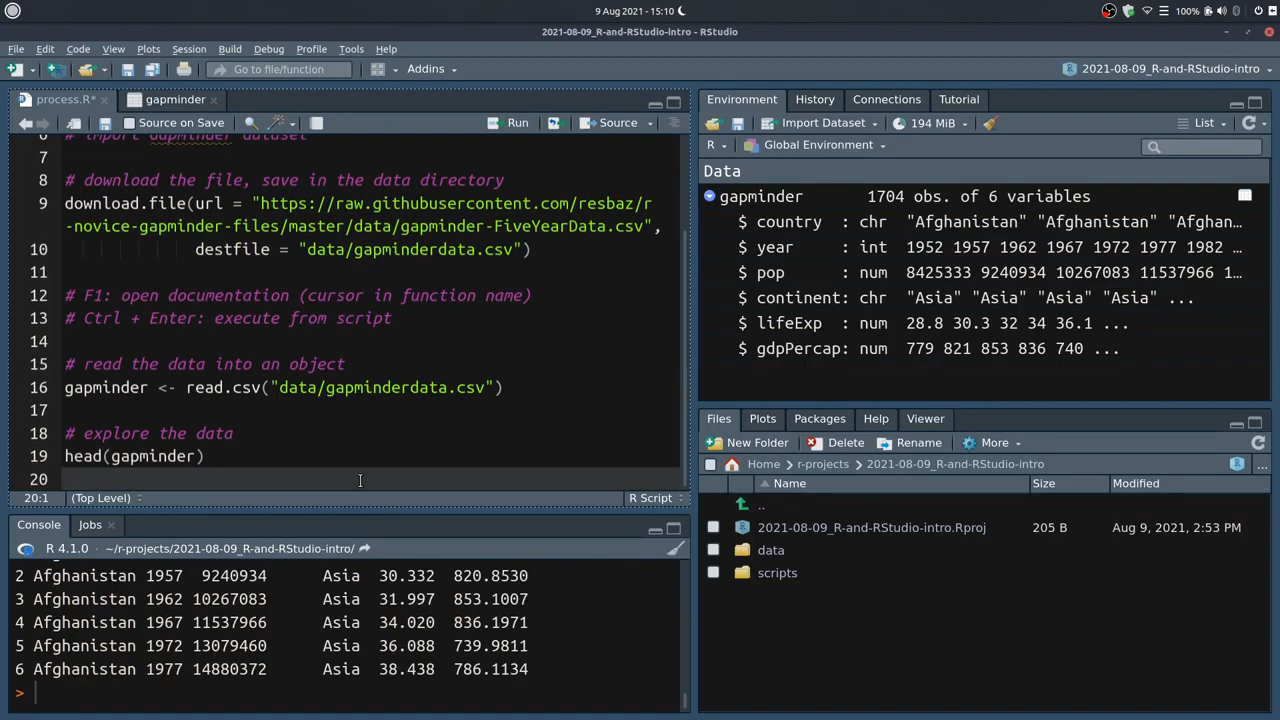 9 Aug 2021 - 15:10
100%
2021-08-09_R-and-RStudio-intro - RStudio
File Edit Code View Plots Session Build Debug Profile Tools Help
Go to file/function Addins 2021-08-09_R-and-RStudio-intro
process.R* gapminder
Source on Save Run Source
6 # import Gapminder dataset
7
8 # download the file, save in the data directory
9 download.file(url = "https://raw.githubusercontent.com/resbaz/r
-novice-gapminder-files/master/data/gapminder-FiveYearData.csv",
10 destfile = "data/gapminderdata.csv")
11
12 # F1: open documentation (cursor in function name)
13 # Ctrl + Enter: execute from script
14
15 # read the data into an object
16 gapminder <- read.csv("data/gapminderdata.csv")
17
18 # explore the data
19 head(gapminder)
20
20:1 (Top Level) R Script
Console Jobs
R 4.1.0 · ~/r-projects/2021-08-09_R-and-RStudio-intro/
2 Afghanistan 1957 9240934 Asia 30.332 820.8530
3 Afghanistan 1962 10267083 Asia 31.997 853.1007
4 Afghanistan 1967 11537966 Asia 34.020 836.1971
5 Afghanistan 1972 13079460 Asia 36.088 739.9811
6 Afghanistan 1977 14880372 Asia 38.438 786.1134
>
Environment History Connections Tutorial
Import Dataset 194 MiB List
R Global Environment
Data
gapminder 1704 obs. of 6 variables
$ country : chr "Afghanistan" "Afghanistan" "Afghan...
$ year : int 1952 1957 1962 1967 1972 1977 1982 ...
$ pop : num 8425333 9240934 10267083 11537966 1...
$ continent: chr "Asia" "Asia" "Asia" "Asia" ...
$ lifeExp : num 28.8 30.3 32 34 36.1 ...
$ gdpPercap: num 779 821 853 836 740 ...
Files Plots Packages Help Viewer
New Folder Delete Rename More
Home r-projects 2021-08-09_R-and-RStudio-intro ...
Name Size Modified
..
2021-08-09_R-and-RStudio-intro.Rproj 205 B Aug 9, 2021, 2:53 PM
data
scripts